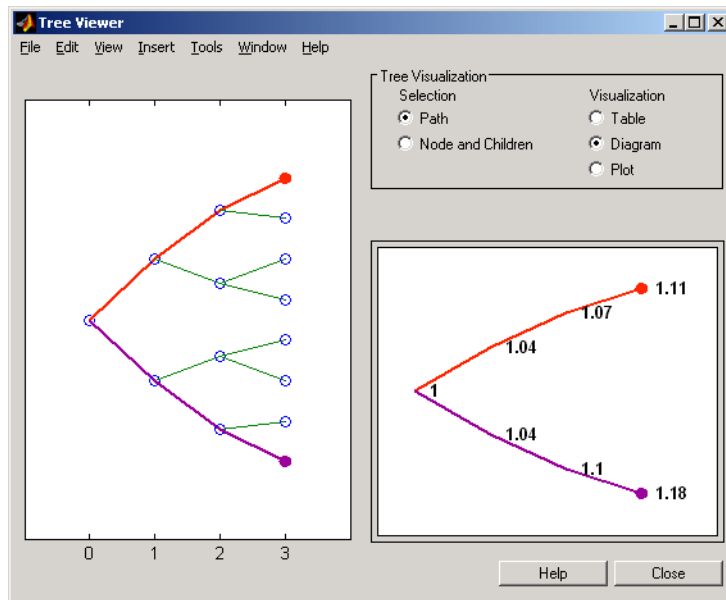 Tree Viewer
File Edit View Insert Tools Window Help
Tree Visualization
Selection
Visualization
Path
Table
Node and Children
Diagram
Plot
1.11
1.07
1.04
1
1.04
1.1
1.18
0 1 2 3
Help Close